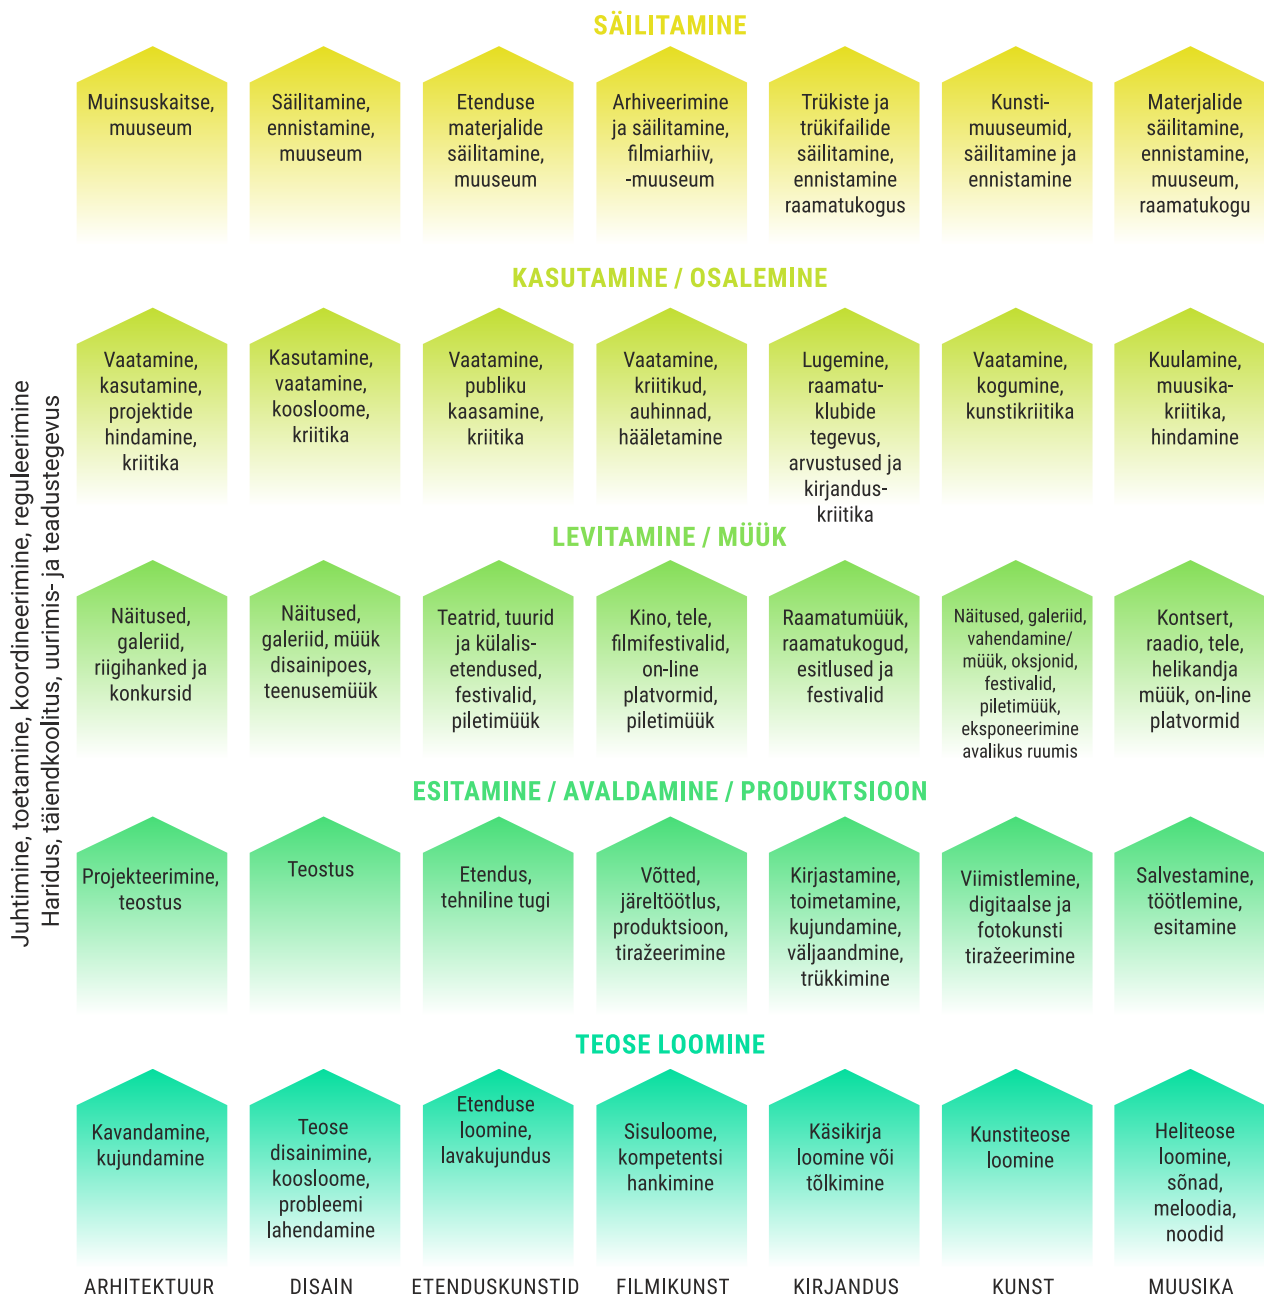 SÄILITAMINE
Muinsuskaitse,
muuseum
Säilitamine,
ennistamine,
muuseum
Etenduse
materjalide
säilitamine,
muuseum
Arhiveerimine
ja säilitamine,
filmiarhiiv,
-muuseum
Trükiste ja
trükifailide
säilitamine,
ennistamine
raamatukogus
Kunsti-
muuseumid,
säilitamine ja
ennistamine
Materjalide
säilitamine,
ennistamine,
muuseum,
raamatukogu
KASUTAMINE / OSALEMINE
Vaatamine,
kasutamine,
projektide
hindamine,
kriitika
Kasutamine,
vaatamine,
koosloome,
kriitika
Vaatamine,
publiku
kaasamine,
kriitika
Vaatamine,
kriitikud,
auhinnad,
hääletamine
Lugemine,
raamatu-
klubide
tegevus,
arvustused ja
kirjandus-
kriitika
Vaatamine,
kogumine,
kunstikriitika
Kuulamine,
muusika-
kriitika,
hindamine
LEVITAMINE / MÜÜK
Näitused,
galeriid,
riigihanked ja
konkursid
Näitused,
galeriid, müük
disainipoes,
teenusemüük
Teatrid, tuurid
ja külalis-
etendused,
festivalid,
piletimüük
Kino, tele,
filmifestivalid,
on-line
platvormid,
piletimüük
Raamatumüük,
raamatukogud,
esitlused ja
festivalid
Näitused, galeriid,
vahendamine/
müük, oksjonid,
festivalid,
piletimüük,
eksponeerimine
avalikus ruumis
Kontsert,
raadio, tele,
helikandja
müük, on-line
platvormid
ESITAMINE / AVALDAMINE / PRODUKTSIOON
Projekteerimine,
teostus
Teostus
Etendus,
tehniline tugi
Võtted,
järeltöötlus,
produktsioon,
tiražeerimine
Kirjastamine,
toimetamine,
kujundamine,
väljaandmine,
trükkimine
Viimistlemine,
digitaalse ja
fotokunsti
tiražeerimine
Salvestamine,
töötlemine,
esitamine
TEOSE LOOMINE
Kavandamine,
kujundamine
Teose
disainimine,
koosloome,
probleemi
lahendamine
Etenduse
loomine,
lavakujundus
Sisuloome,
kompetentsi
hankimine
Käsikirja
loomine või
tõlkimine
Kunstiteose
loomine
Heliteose
loomine,
sõnad,
meloodia,
noodid
ARHITEKTUUR
DISAIN
ETENDUSKUNSTID
FILMIKUNST
KIRJANDUS
KUNST
MUUSIKA
Juhtimine, toetamine, koordineerimine, reguleerimine
Haridus, täiendkoolitus, uurimis- ja teadustegevus